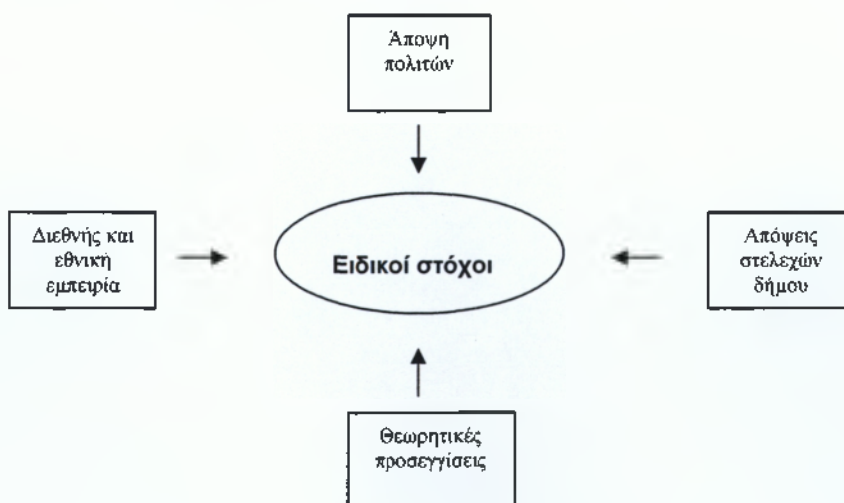 Άποψη
πολιτών
Διεθνής και
εθνική
εμπειρία
Ειδικοί στόχοι
Απόψεις
στελεχών
δήμου
Θεωρητικές
προσεγγίσεις